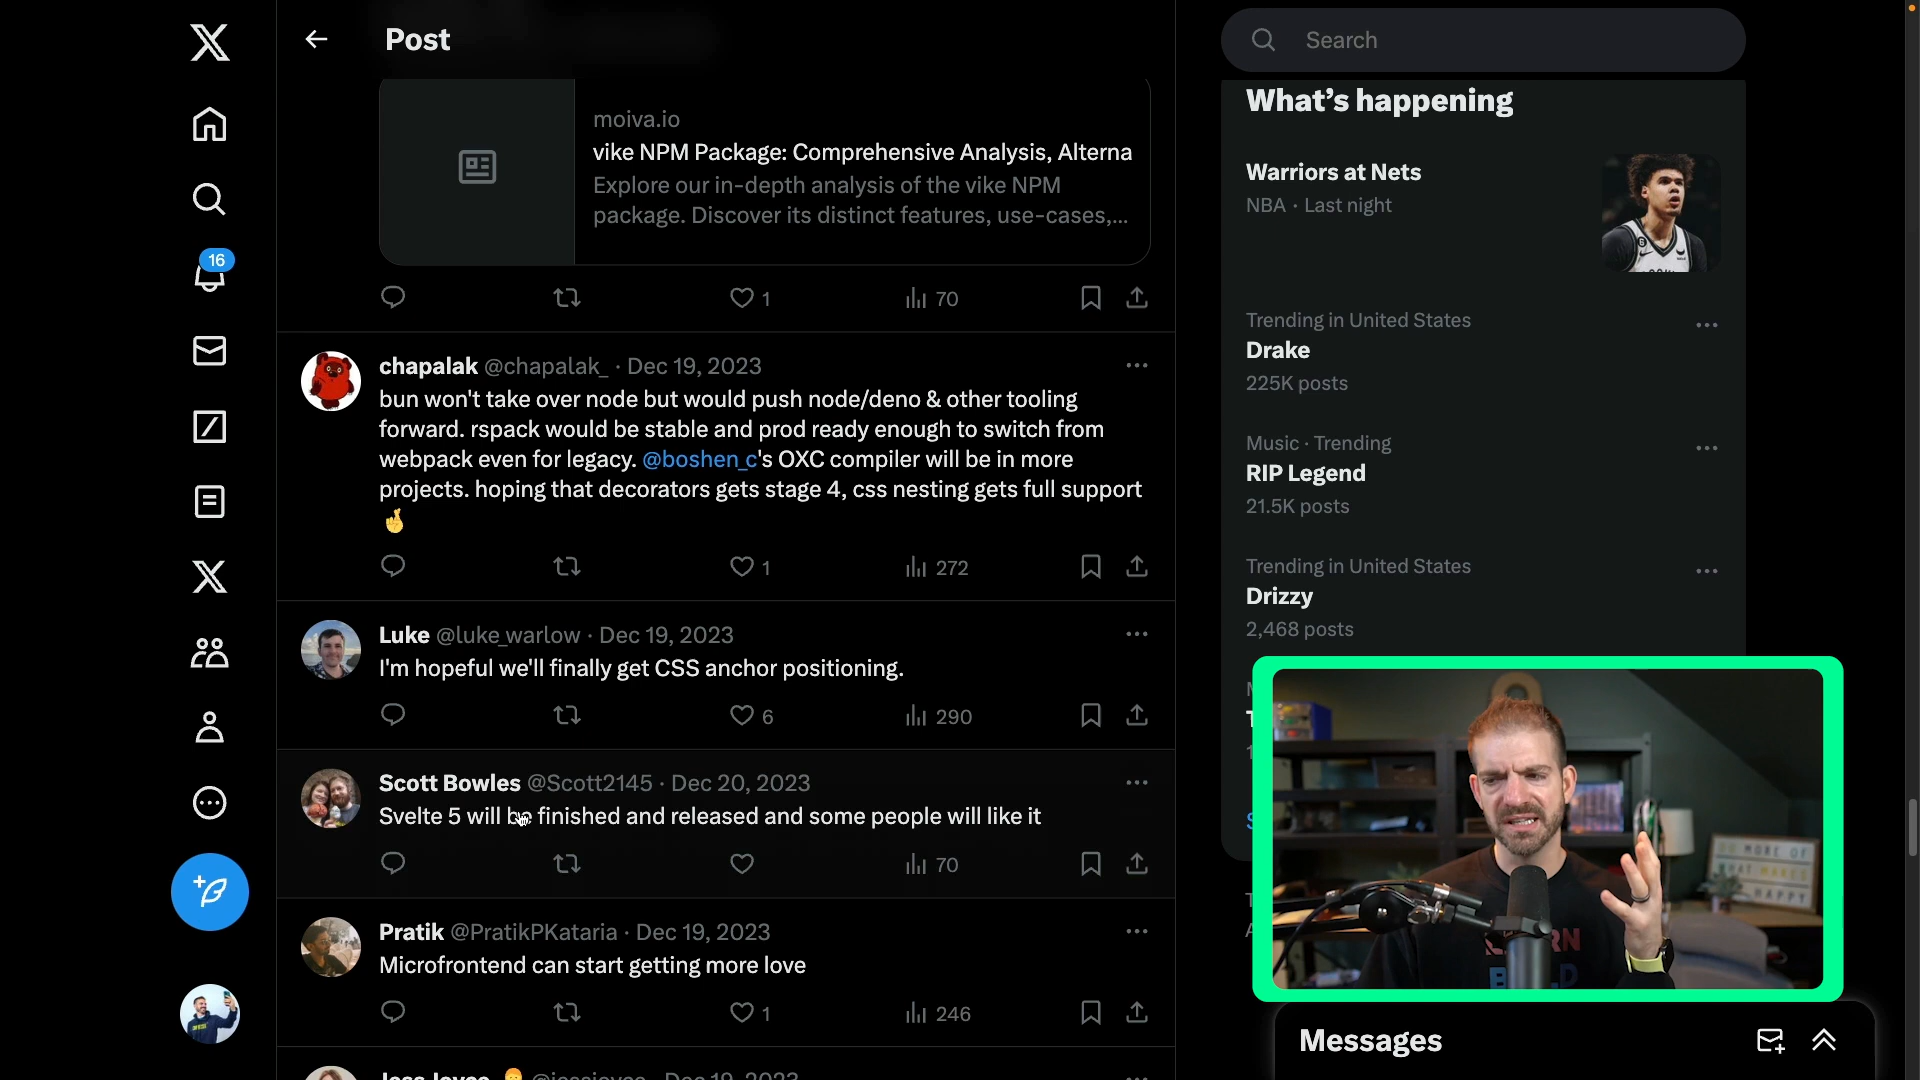 Post
Search
moiva.io
vike NPM Package: Comprehensive Analysis, Alterna
Explore our in-depth analysis of the vike NPM
package. Discover its distinct features, use-cases,...
1
70
16
chapalak @chapalak_ · Dec 19, 2023
bun won't take over node but would push node/deno & other tooling
forward. rspack would be stable and prod ready enough to switch from
webpack even for legacy. @boshen_c's OXC compiler will be in more
projects. hoping that decorators gets stage 4, css nesting gets full support
🤞
1
272
Luke @luke_warlow · Dec 19, 2023
I'm hopeful we'll finally get CSS anchor positioning.
6
290
Scott Bowles @Scott2145 · Dec 20, 2023
Svelte 5 will be finished and released and some people will like it
70
Pratik @PratikPKataria · Dec 19, 2023
Microfrontend can start getting more love
1
246
What's happening
Warriors at Nets
NBA · Last night
Trending in United States
Drake
225K posts
Music · Trending
RIP Legend
21.5K posts
Trending in United States
Drizzy
2,468 posts
DO MORE OF
WHAT MAKES
HAPPY
Messages